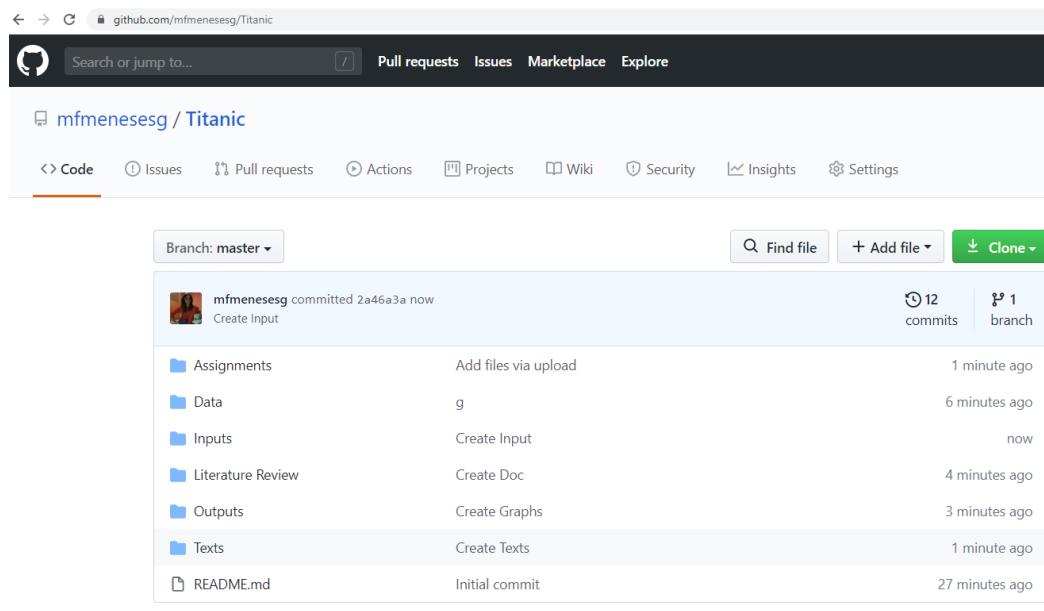 github.com/mfmenesesg/Titanic
Search or jump to... / Pull requests Issues Marketplace Explore
mfmenesesg / Titanic
Code Issues Pull requests Actions Projects Wiki Security Insights Settings
Branch: master Find file + Add file Clone
mfmenesesg committed 2a46a3a now 12 1
Create Input commits branch
Assignments Add files via upload 1 minute ago
Data g 6 minutes ago
Inputs Create Input now
Literature Review Create Doc 4 minutes ago
Outputs Create Graphs 3 minutes ago
Texts Create Texts 1 minute ago
README.md Initial commit 27 minutes ago